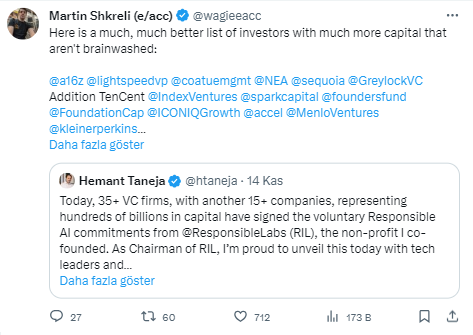 Martin Shkreli (e/acc) @wagieeacc
Here is a much, much better list of investors with much more capital that
aren't brainwashed:
@a16z @lightspeedvp @coatuemgmt @NEA @sequoia @GreylockVC
Addition TenCent @IndexVentures @sparkcapital @foundersfund
@FoundationCap @ICONIQGrowth @accel @MenloVentures
@kleinerperkins...
Daha fazla göster
Hemant Taneja @htaneja · 14 Kas
Today, 35+ VC firms, with another 15+ companies, representing
hundreds of billions in capital have signed the voluntary Responsible
AI commitments from @ResponsibleLabs (RIL), the non-profit I co-
founded. As Chairman of RIL, I'm proud to unveil this today with tech
leaders and...
Daha fazla göster
27 60 712 173 B